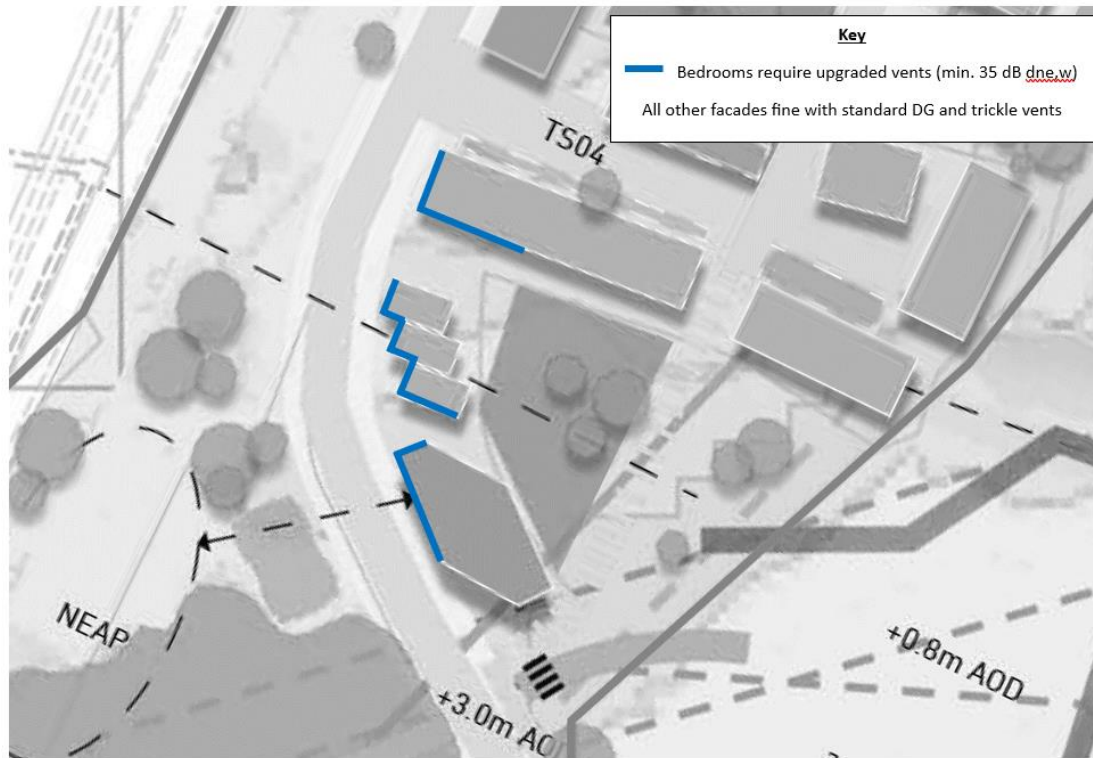 Key
Bedrooms require upgraded vents (min. 35 dB dne,w)
All other facades fine with standard DG and trickle vents
TS04
NEAP
+0.8m AOD
+3.0m